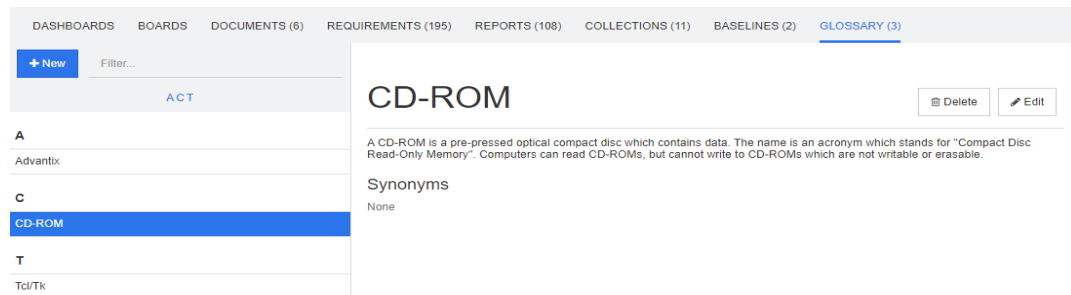 DASHBOARDS BOARDS DOCUMENTS (6) REQUIREMENTS (195) REPORTS (108) COLLECTIONS (11) BASELINES (2) GLOSSARY (3)
+ New Filter...
A C T
CD-ROM
Delete Edit
A
Advantix
C
CD-ROM
T
Tcl/Tk
A CD-ROM is a pre-pressed optical compact disc which contains data. The name is an acronym which stands for "Compact Disc
Read-Only Memory". Computers can read CD-ROMs, but cannot write to CD-ROMs which are not writable or erasable.
Synonyms
None